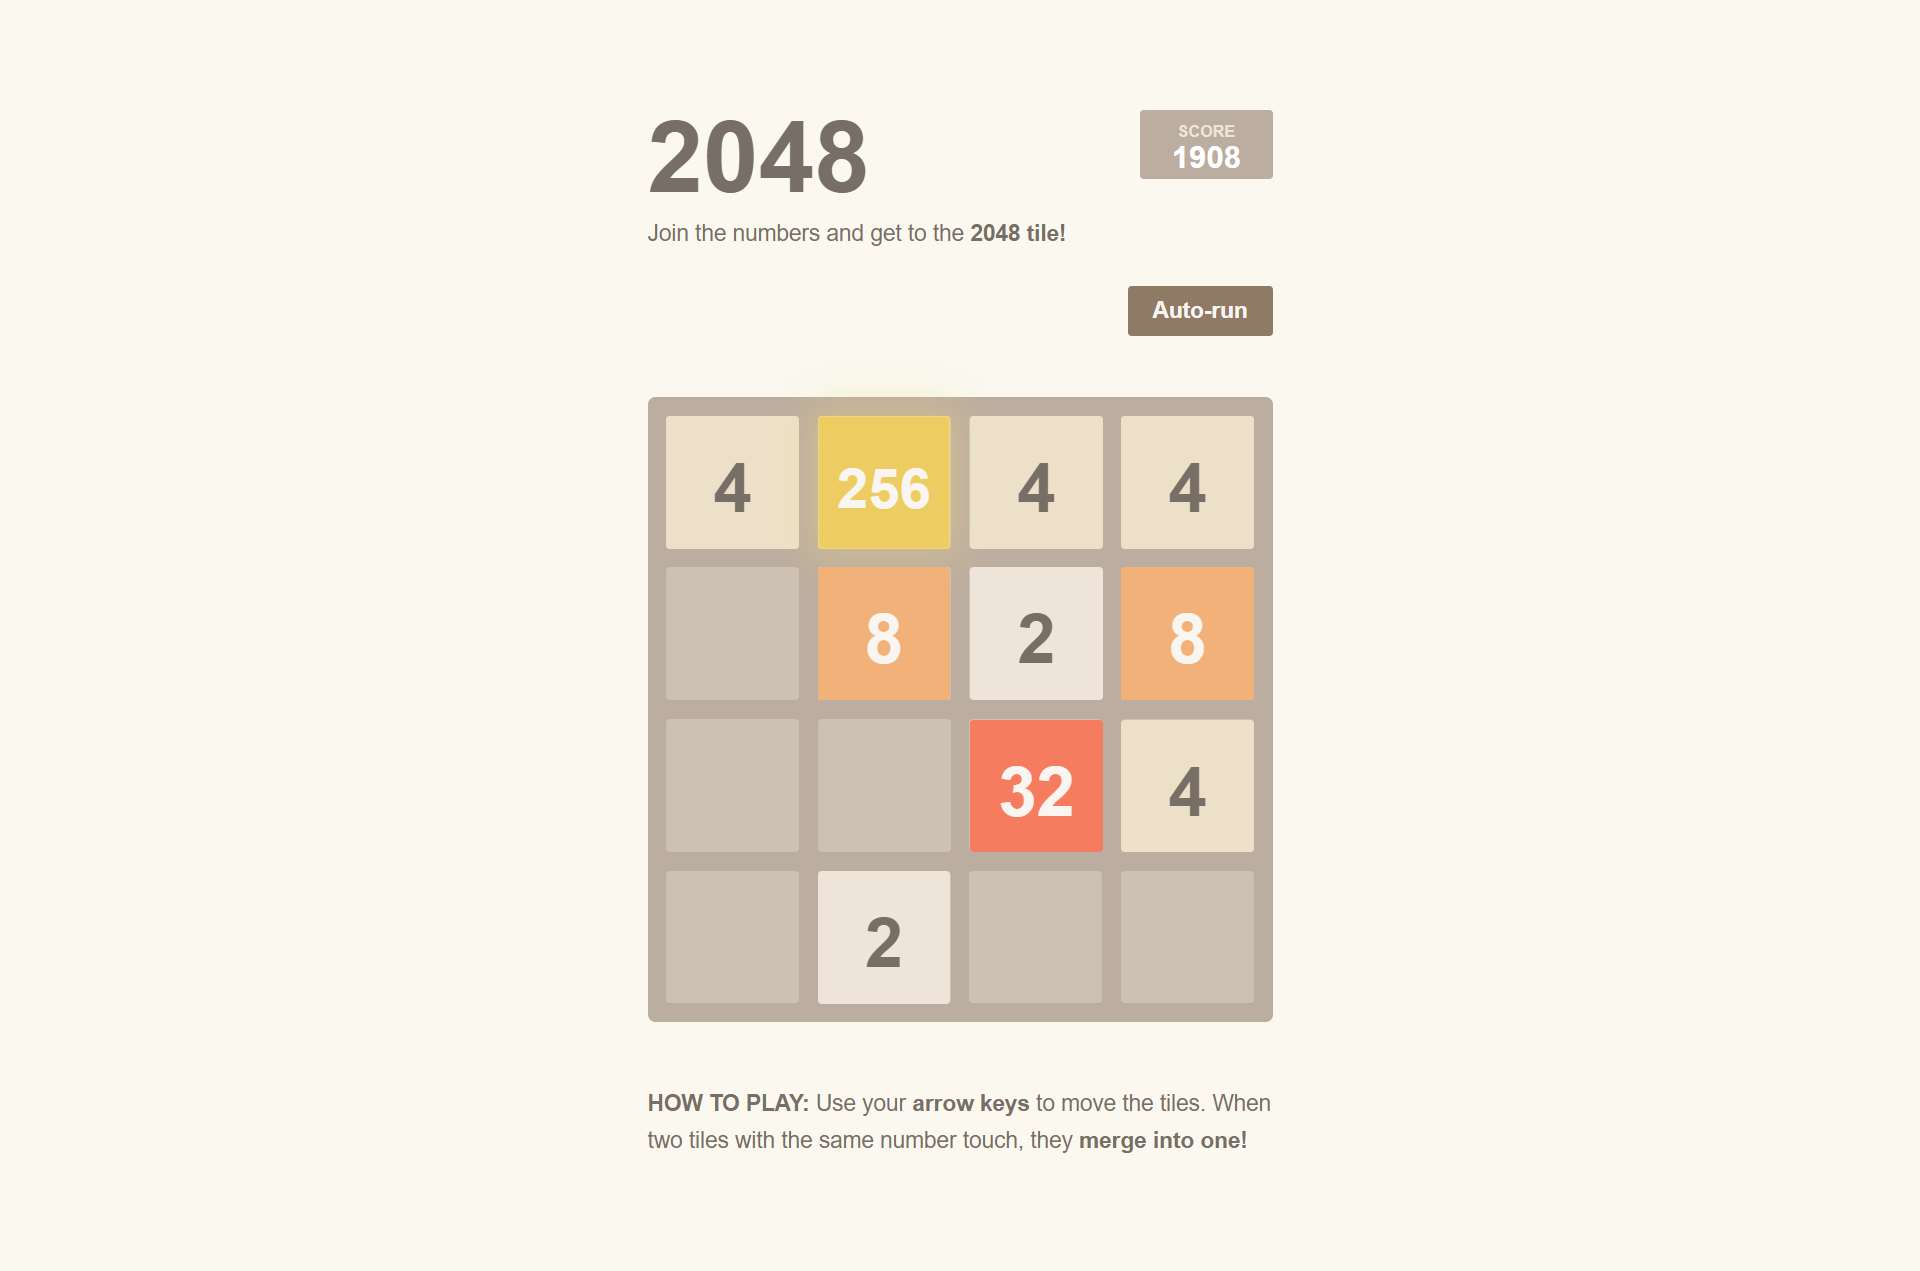 2048
SCORE
1908
Join the numbers and get to the 2048 tile!
Auto-run
4 256 4 4
8 2 8
32 4
2
HOW TO PLAY: Use your arrow keys to move the tiles. When
two tiles with the same number touch, they merge into one!